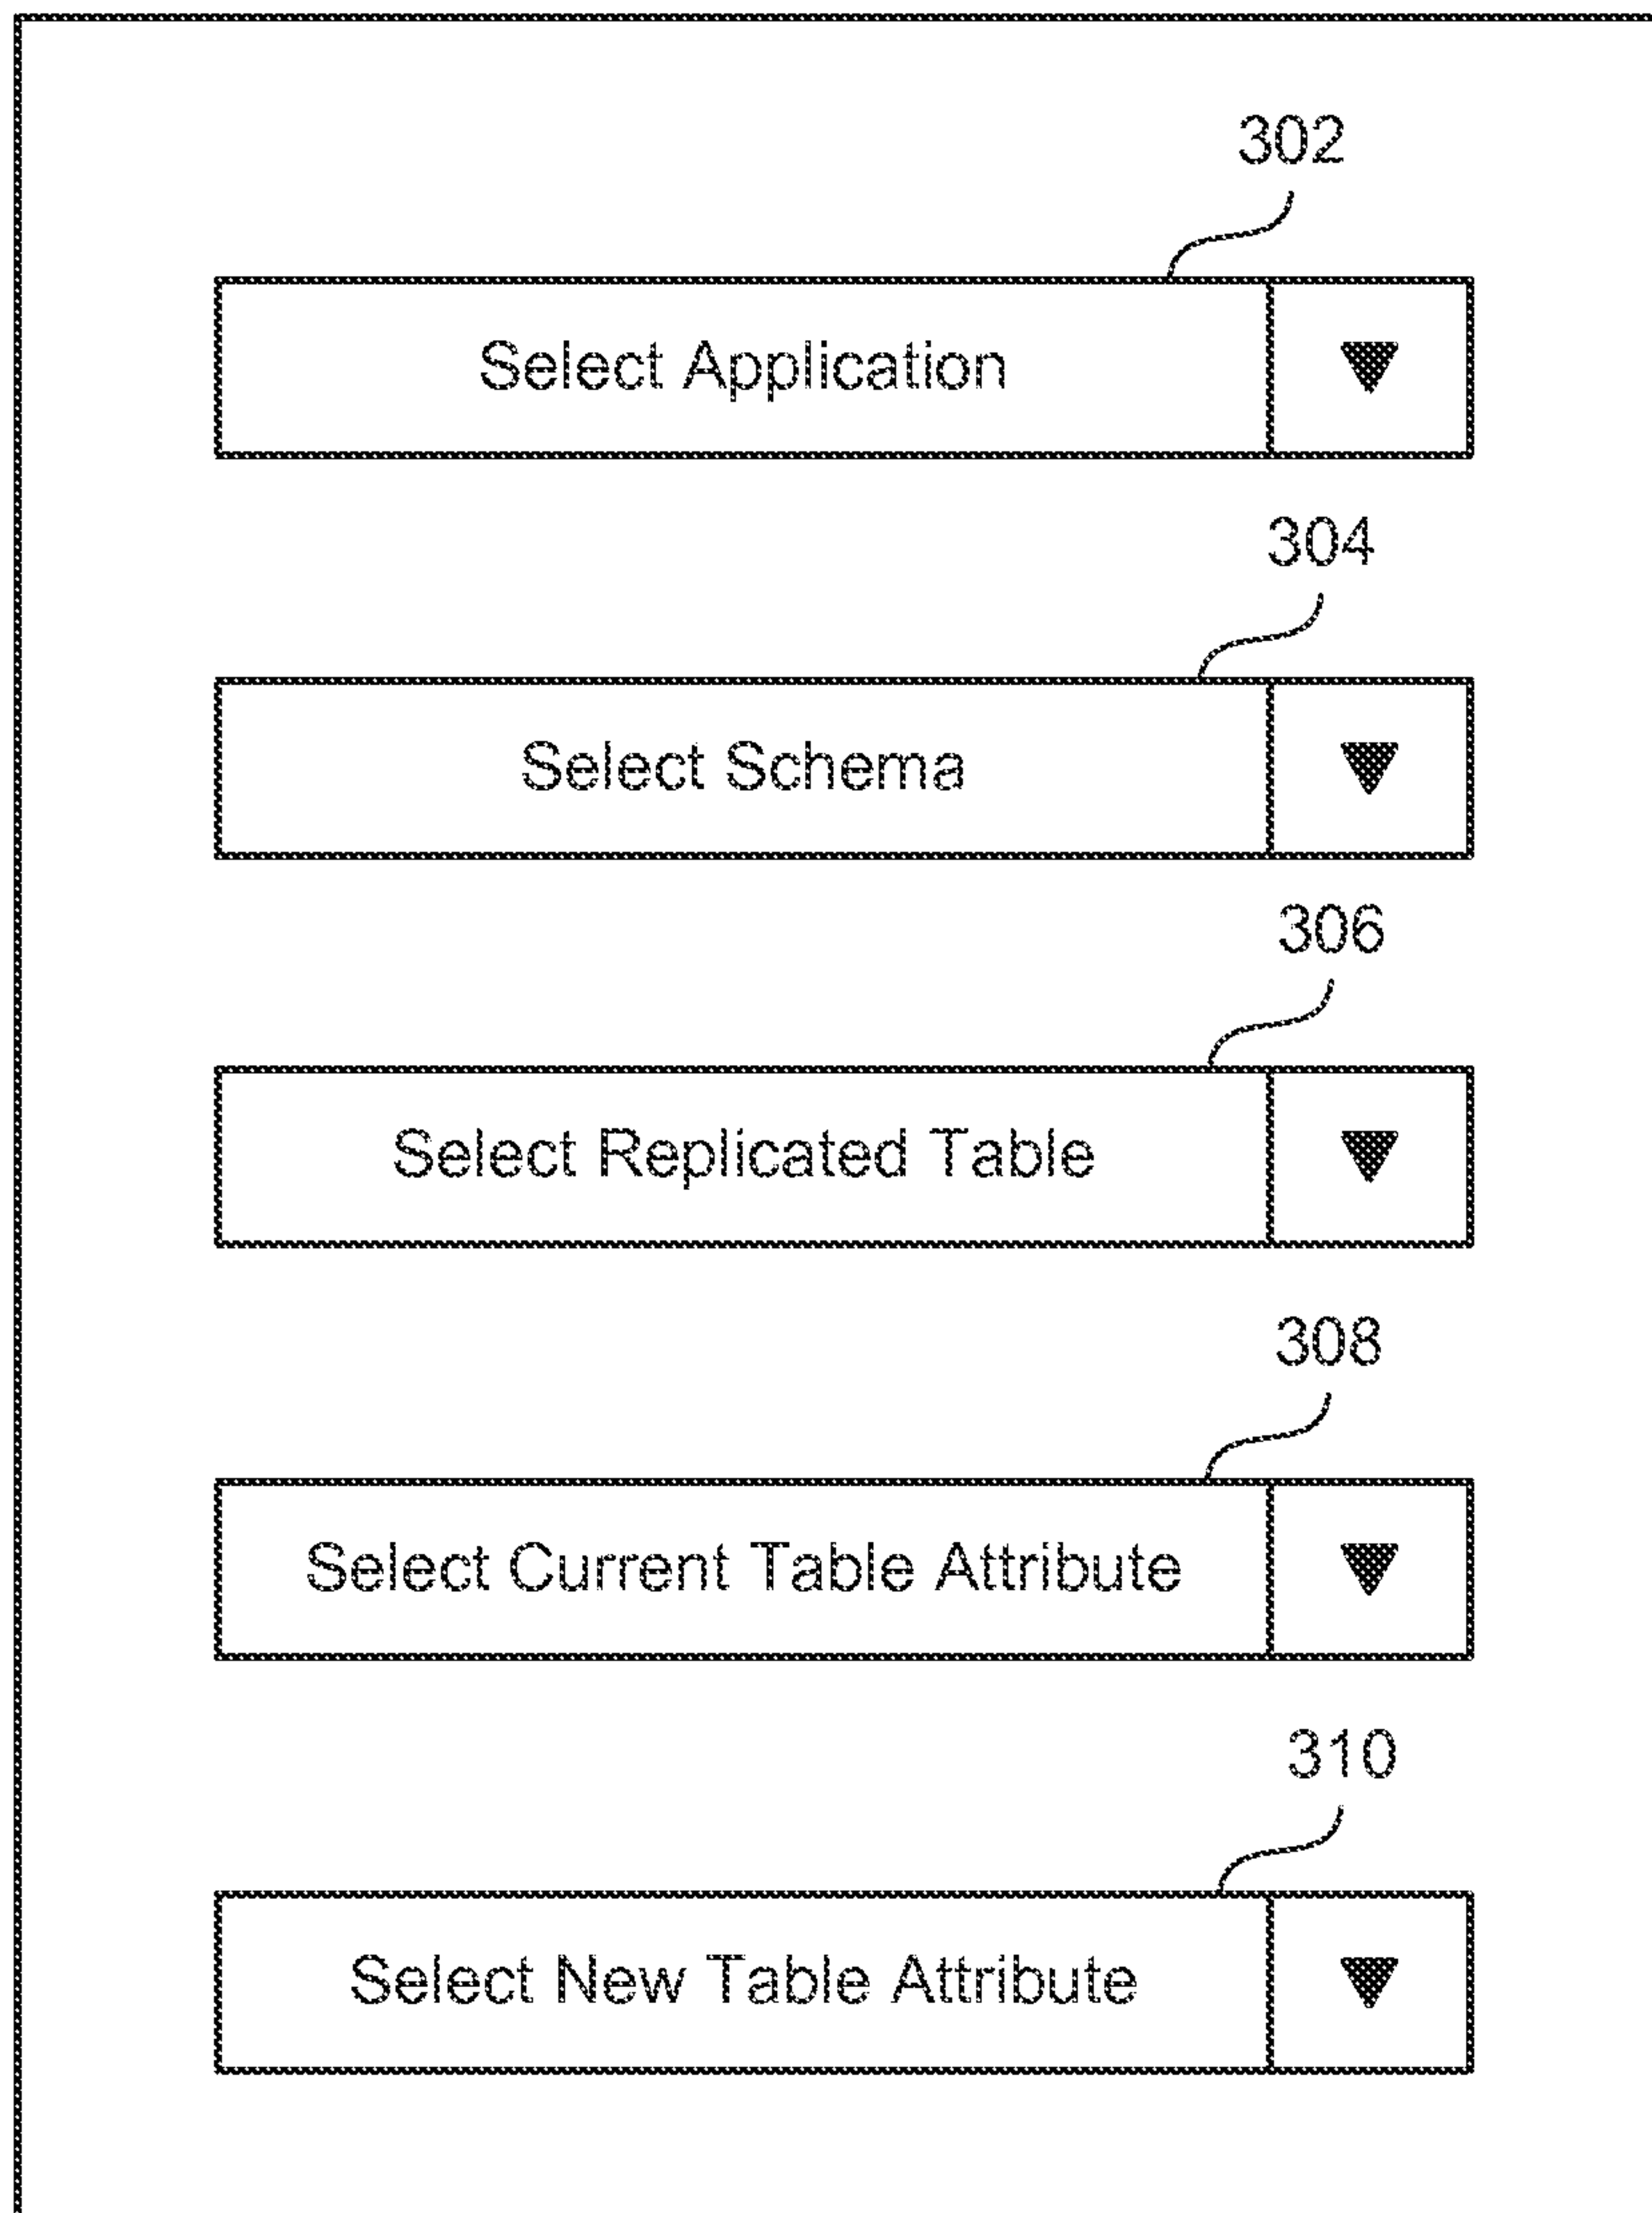 302
Select Application
304
Select Schema
306
Select Replicated Table
308
Select Current Table Attribute
310
Select New Table Attribute